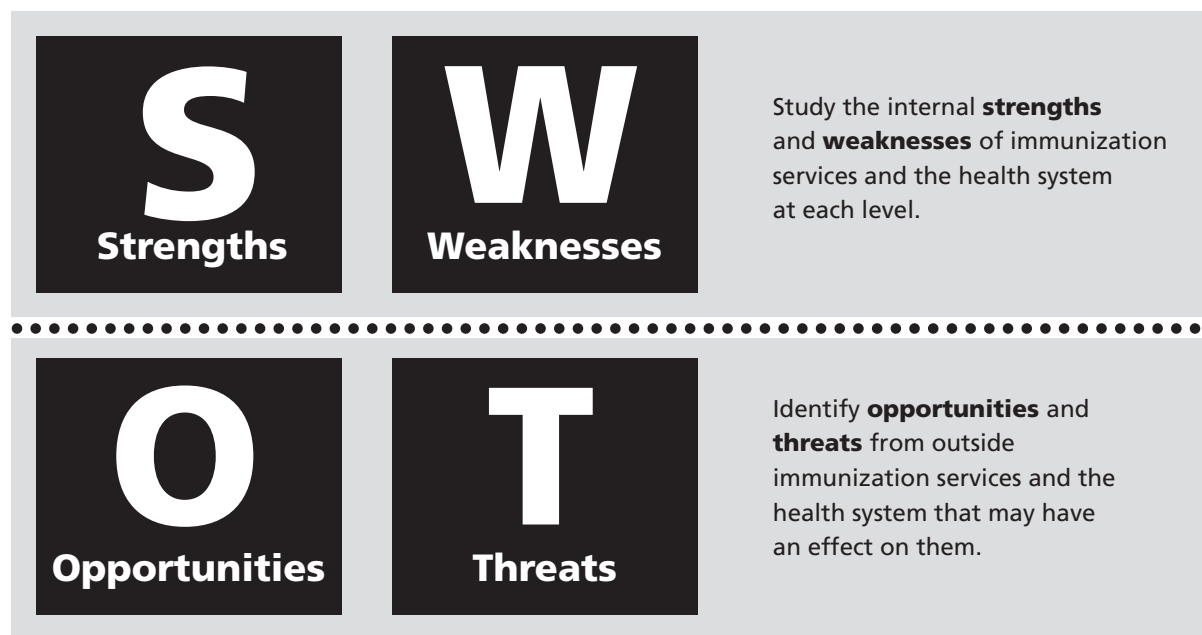 S
Strengths
W
Weaknesses
Study the internal strengths
and weaknesses of immunization
services and the health system
at each level.
O
Opportunities
T
Threats
Identify opportunities and
threats from outside
immunization services and the
health system that may have
an effect on them.